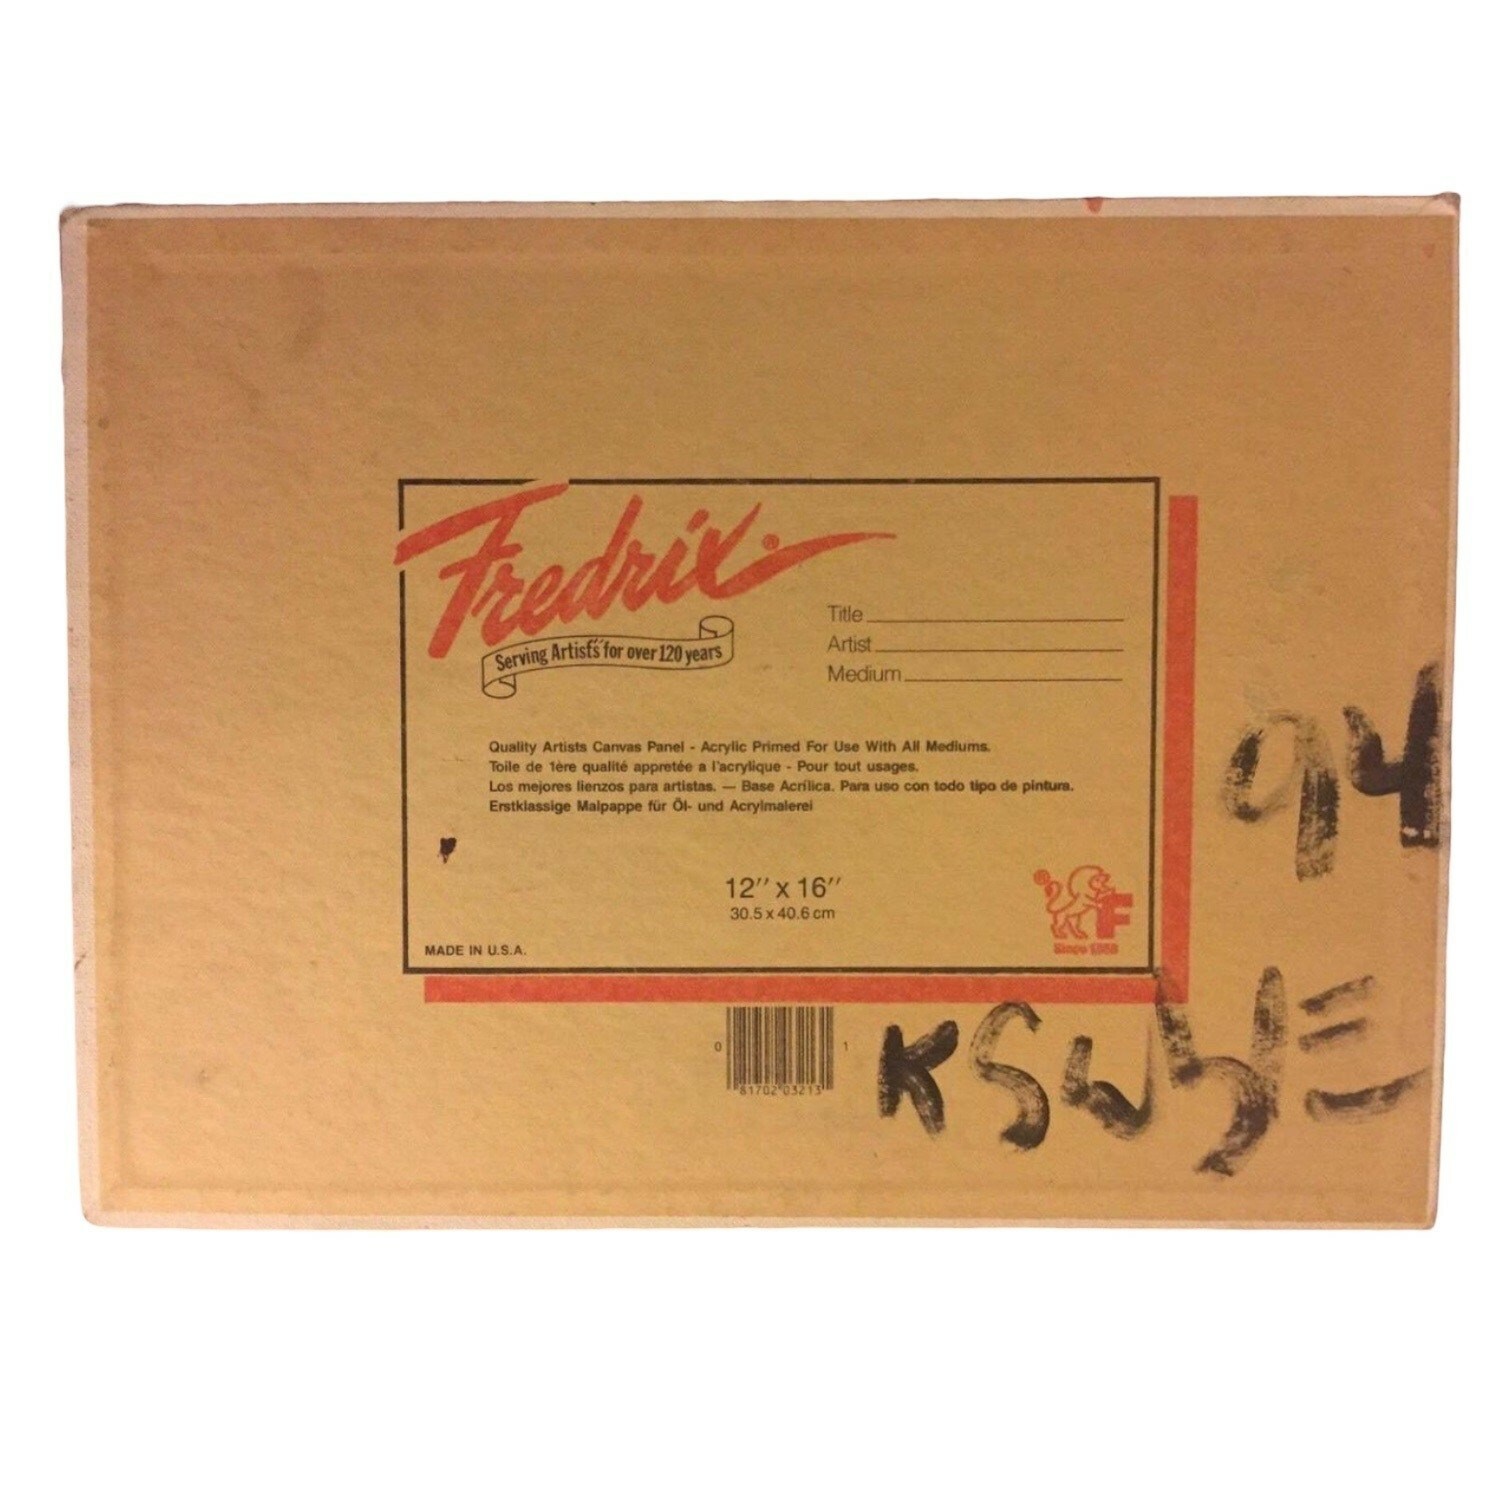 Fredrix®
Serving Artists' for over 120 years
Title
Artist
Medium
Quality Artists Canvas Panel - Acrylic Primed For Use With All Mediums.
Toile de 1ère qualité appretée a l'acrylique - Pour tout usages.
Los mejores lienzos para artistas. — Base Acrílica. Para uso con todo tipo de pintura.
Erstklassige Malpappe für Öl- und Acrylmalerei
94
12" x 16"
30.5 x 40.6 cm
® F
Since 1868
MADE IN U.S.A.
0 81702 03213 1